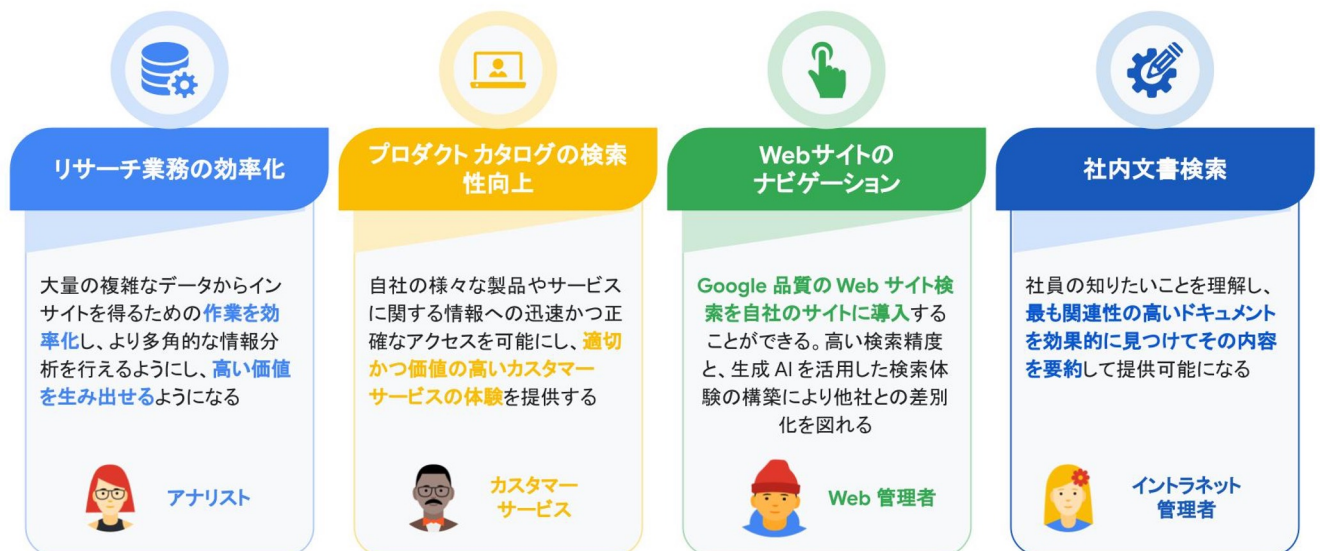 リサーチ業務の効率化
大量の複雑なデータからイン
サイトを得るための作業を効
率化し、より多角的な情報分
析を行えるようにし、高い価値
を生み出せるようになる
アナリスト
プロダクト カタログの検索
性向上
自社の様々な製品やサービス
に関する情報への迅速かつ正
確なアクセスを可能にし、適切
かつ価値の高いカスタマー
サービスの体験を提供する
カスタマー
サービス
Webサイトの
ナビゲーション
Google 品質の Web サイト検
索を自社のサイトに導入する
ことができる。高い検索精度
と、生成 AI を活用した検索体
験の構築により他社との差別
化を図れる
Web 管理者
社内文書検索
社員の知りたいことを理解し、
最も関連性の高いドキュメント
を効果的に見つけてその内容
を要約して提供可能になる
イントラネット
管理者